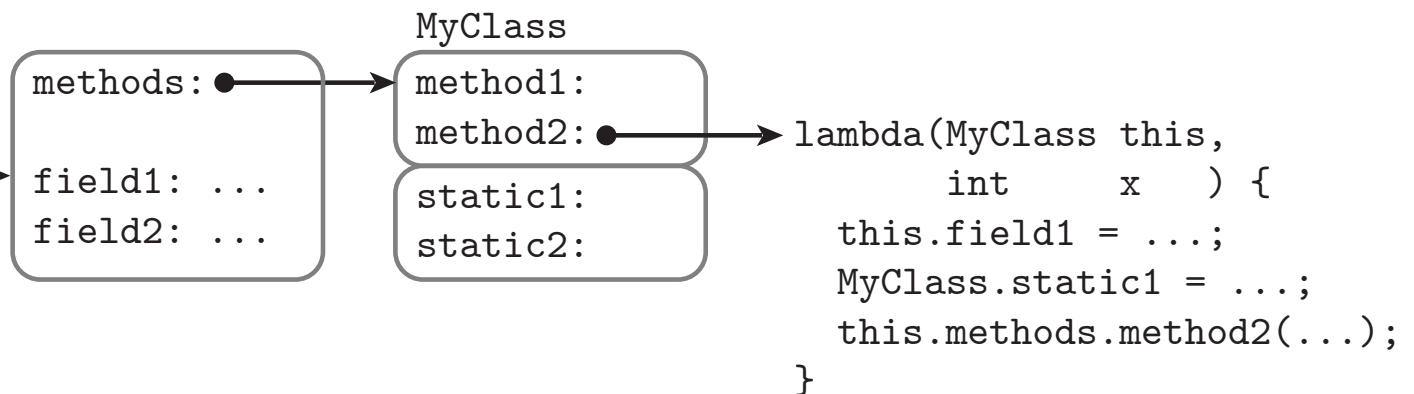 MyClass
methods:
field1: ...
field2: ...
method1:
method2:
static1:
static2:
lambda(MyClass this,
int x ) {
this.field1 = ...;
MyClass.static1 = ...;
this.methods.method2(...);
}